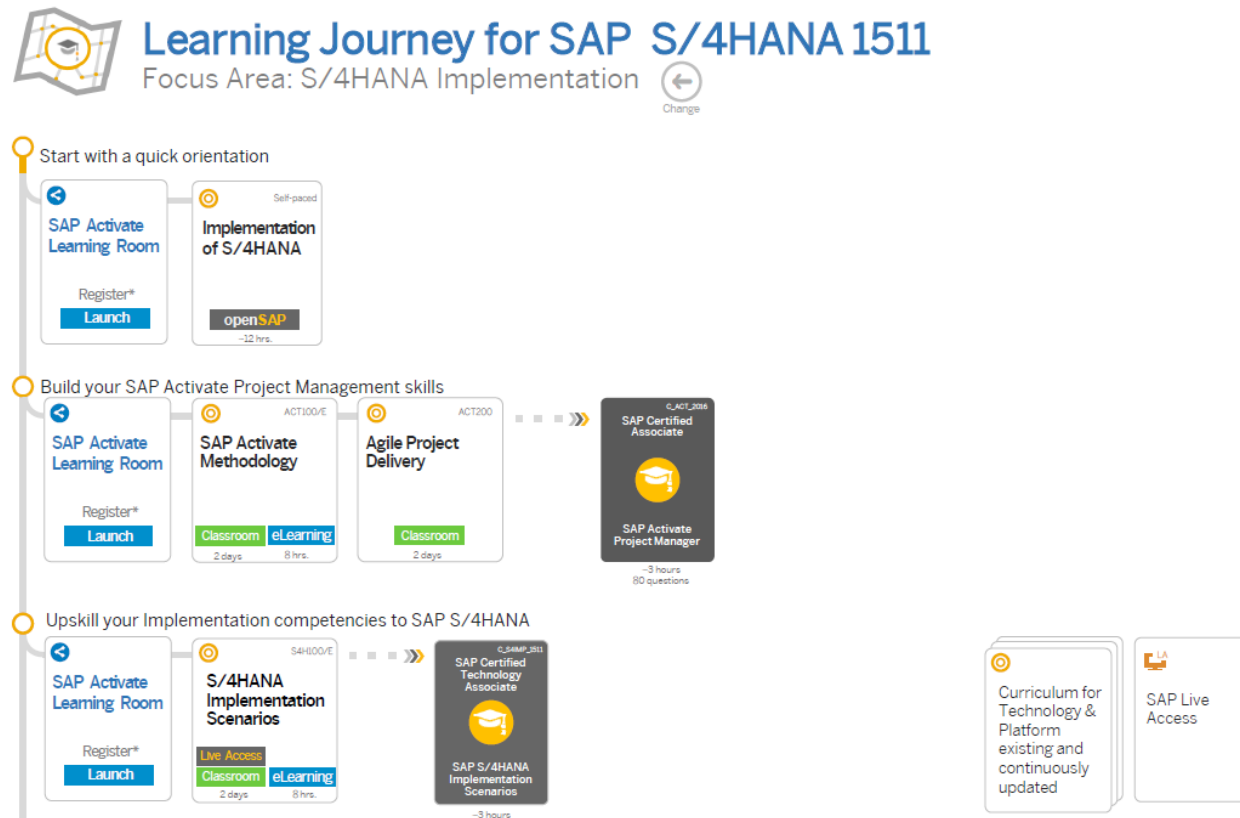 Learning Journey for SAP S/4HANA 1511
Focus Area: S/4HANA Implementation
Change
Start with a quick orientation
SAP Activate
Learning Room
Register*
Launch
Self-paced
Implementation
of S/4HANA
openSAP
~12 hrs.
Build your SAP Activate Project Management skills
SAP Activate
Learning Room
Register*
Launch
ACT100/E
SAP Activate
Methodology
Classroom eLearning
2 days 8 hrs.
ACT200
Agile Project
Delivery
Classroom
2 days
C_ACT_2016
SAP Certified
Associate
SAP Activate
Project Manager
~3 hours
80 questions
Upskill your Implementation competencies to SAP S/4HANA
SAP Activate
Learning Room
Register*
Launch
S4H100/E
S/4HANA
Implementation
Scenarios
Live Access
Classroom eLearning
2 days 8 hrs.
C_S4IMP_1511
SAP Certified
Technology
Associate
SAP S/4HANA
Implementation
Scenarios
~3 hours
Curriculum for
Technology &
Platform
existing and
continuously
updated
LA
SAP Live
Access